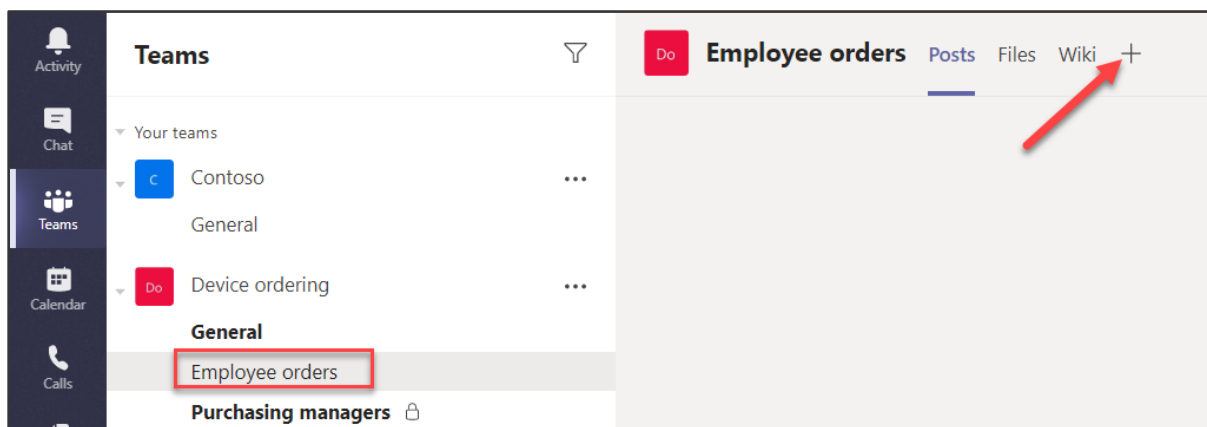 Activity
Chat
Teams
Calendar
Calls
Teams
Your teams
C Contoso
General
Do Device ordering
General
Employee orders
Purchasing managers
Do Employee orders Posts Files Wiki